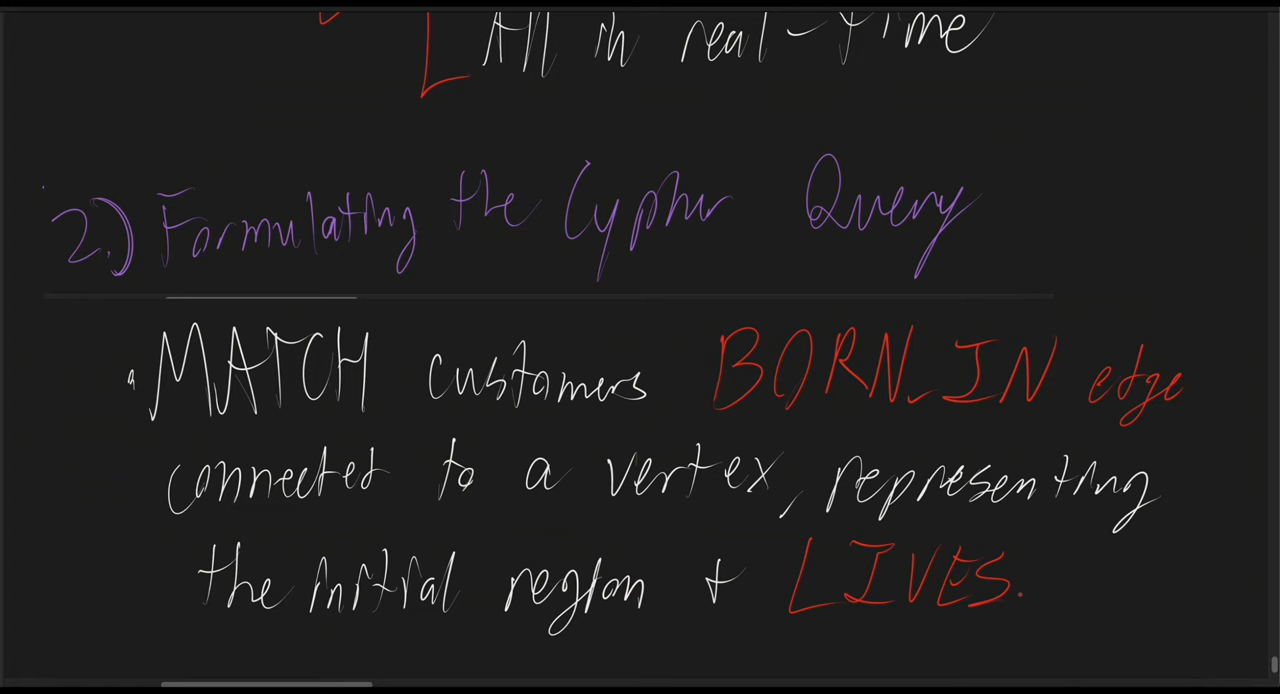 All in real-time
2.) Formulating the Cypher Query
MATCH customers BORN_IN edge
connected to a vertex, representing
the initial region + LIVES.